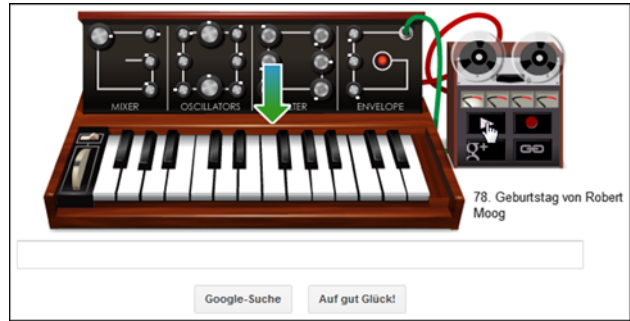 MIXER
OSCILLATORS
TER
ENVELOPE
g+
78. Geburtstag von Robert
Moog
Google-Suche
Auf gut Glück!